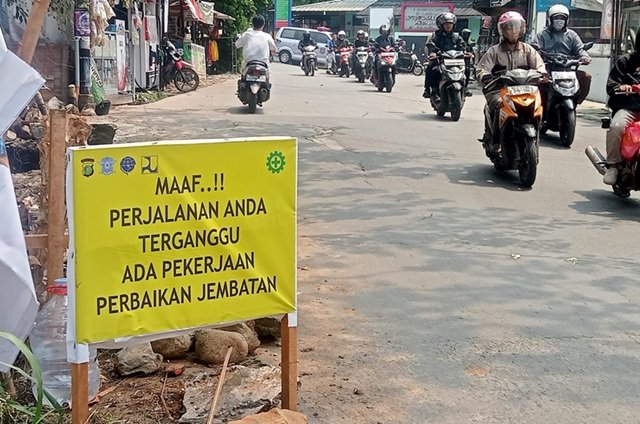 MAAF..!!
PERJALANAN ANDA
TERGANGGU
ADA PEKERJAAN
PERBAIKAN JEMBATAN